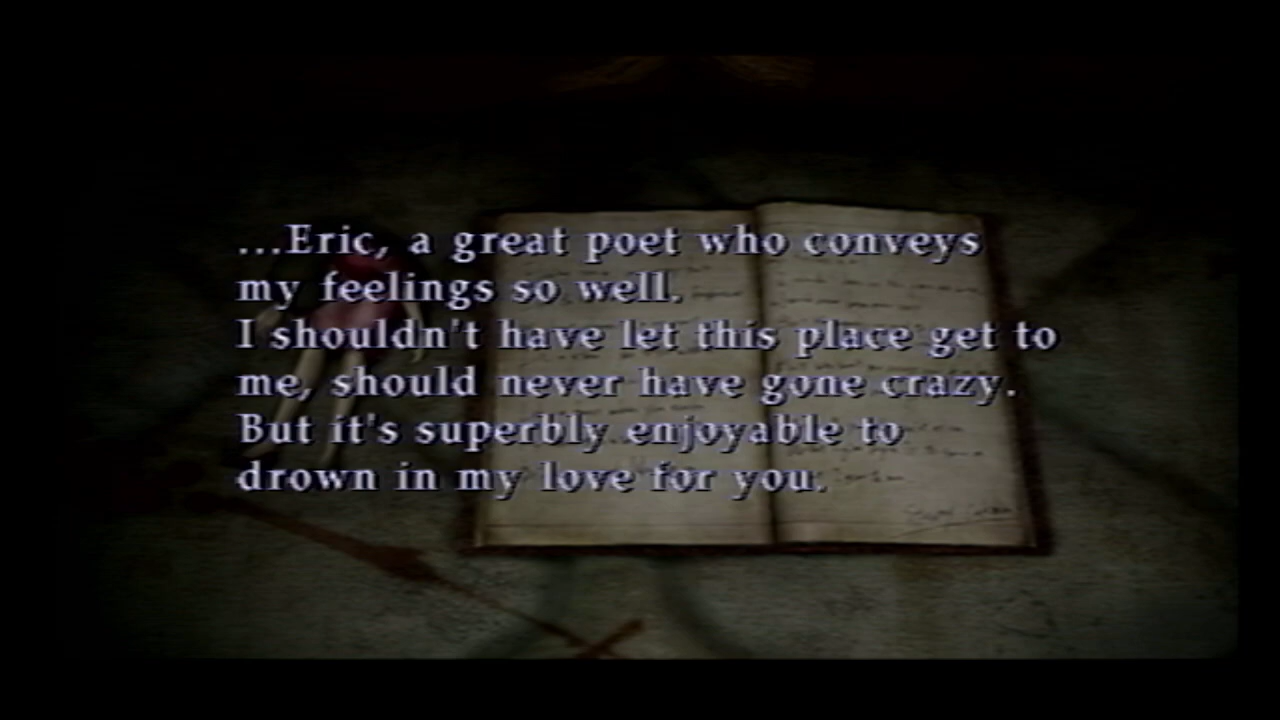 ...Eric, a great poet who conveys
my feelings so well.
I shouldn't have let this place get to
me, should never have gone crazy.
But it's superbly enjoyable to
drown in my love for you.